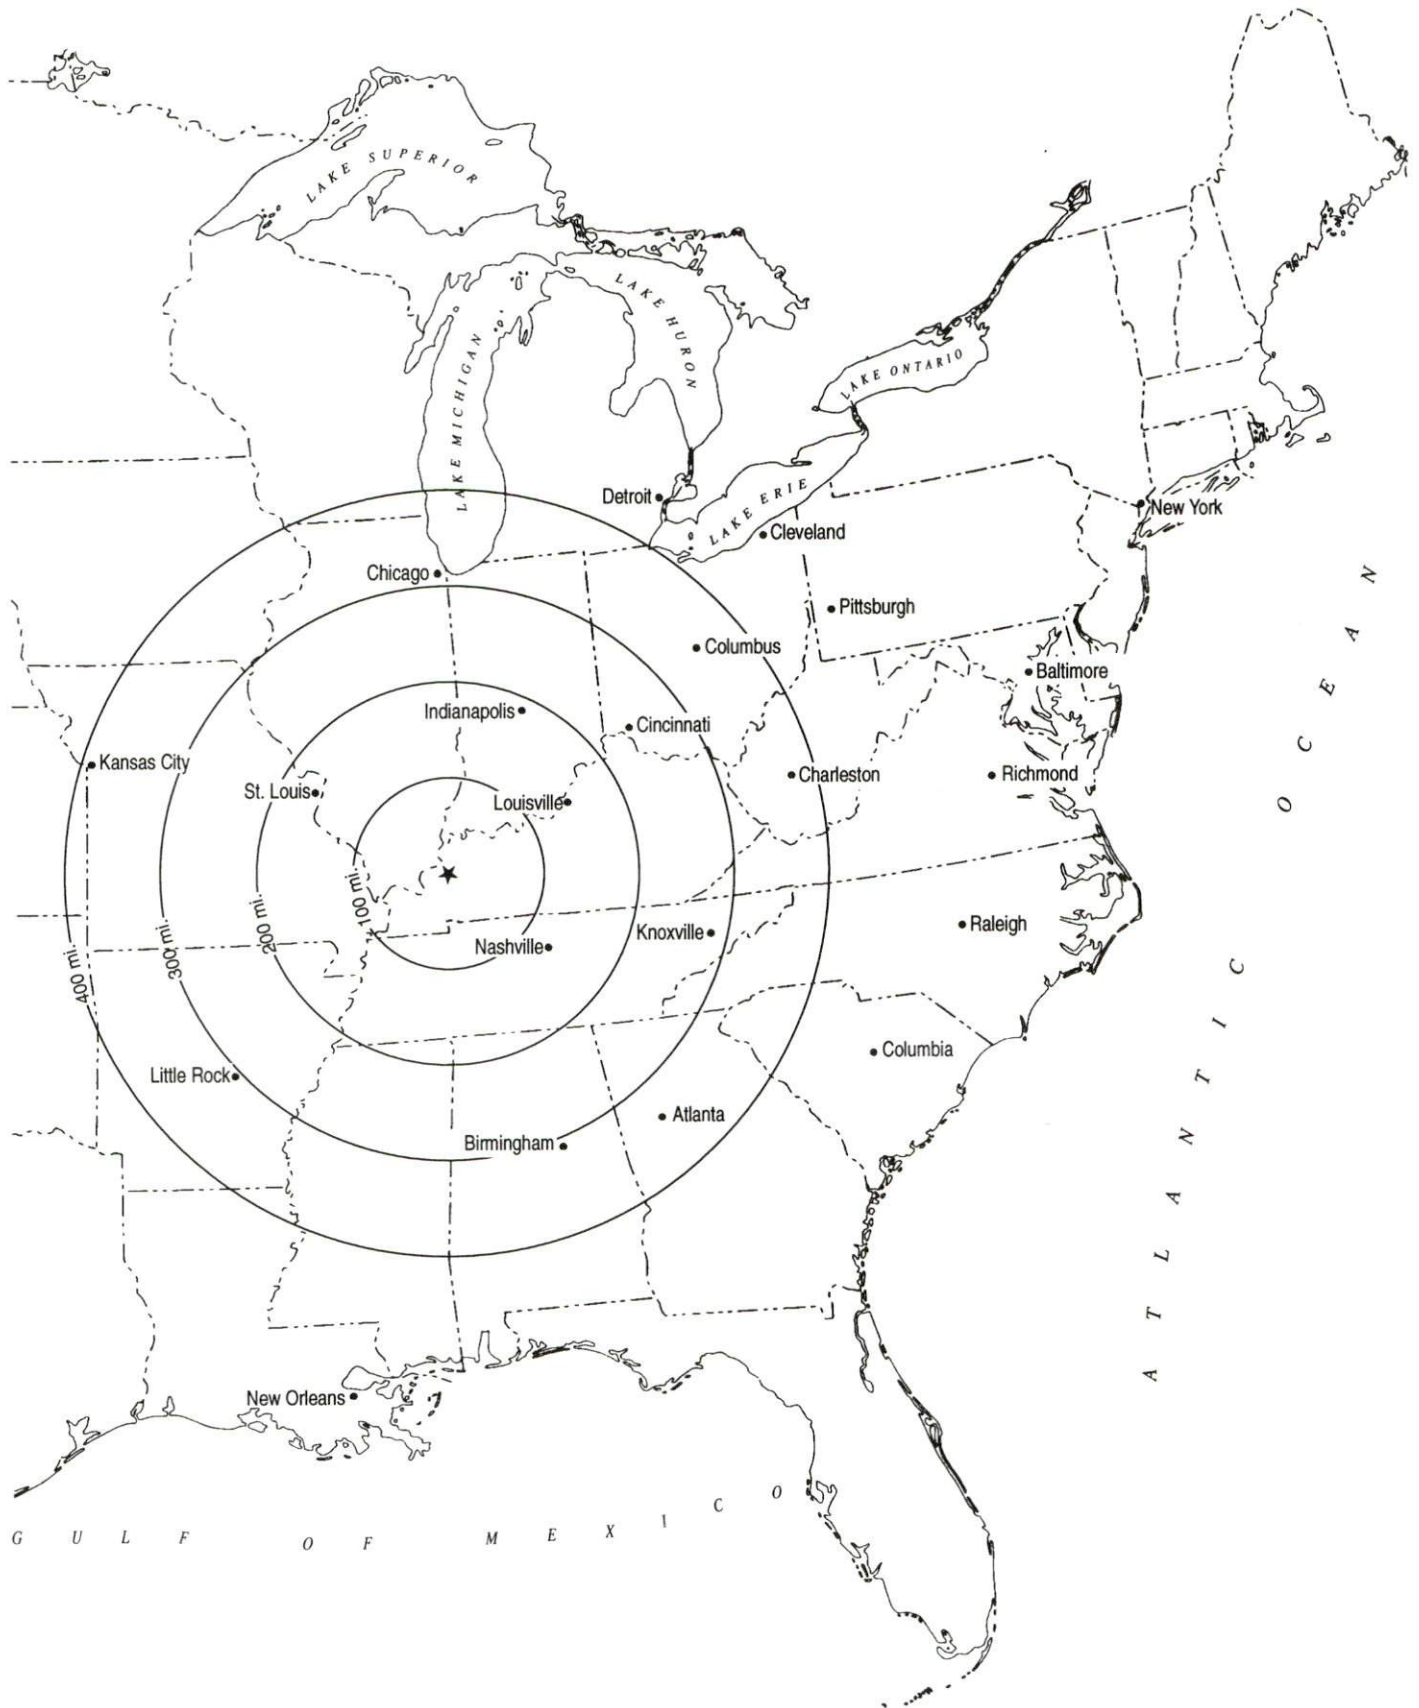 LAKE SUPERIOR
LAKE MICHIGAN
LAKE HURON
LAKE ONTARIO
LAKE ERIE
Detroit
Cleveland
New York
Chicago
Pittsburgh
Columbus
Baltimore
Indianapolis
Cincinnati
Kansas City
St. Louis
Louisville
Charleston
Richmond
100 mi.
200 mi.
300 mi.
400 mi.
Nashville
Knoxville
Raleigh
Little Rock
Columbia
Atlanta
Birmingham
New Orleans
ATLANTIC OCEAN
GULF OF MEXICO